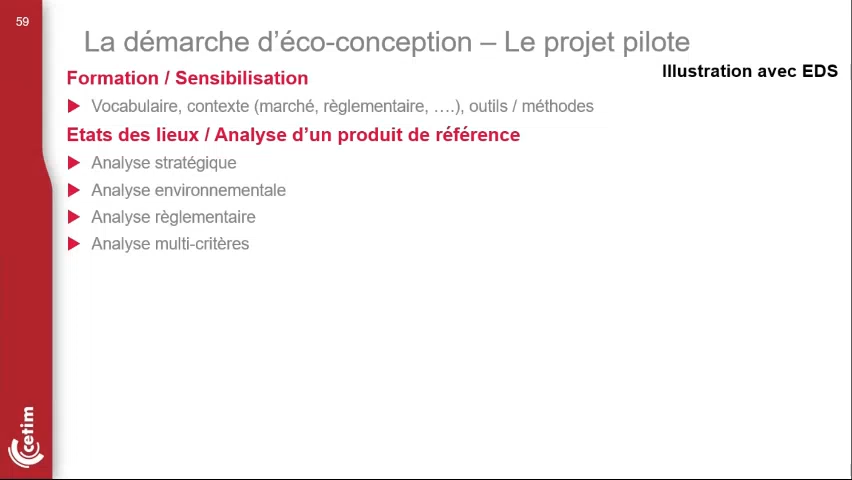 59
La démarche d’éco-conception – Le projet pilote
Illustration avec EDS
Formation / Sensibilisation
Vocabulaire, contexte (marché, règlementaire, ….), outils / méthodes
Etats des lieux / Analyse d’un produit de référence
Analyse stratégique
Analyse environnementale
Analyse règlementaire
Analyse multi-critères
cetim